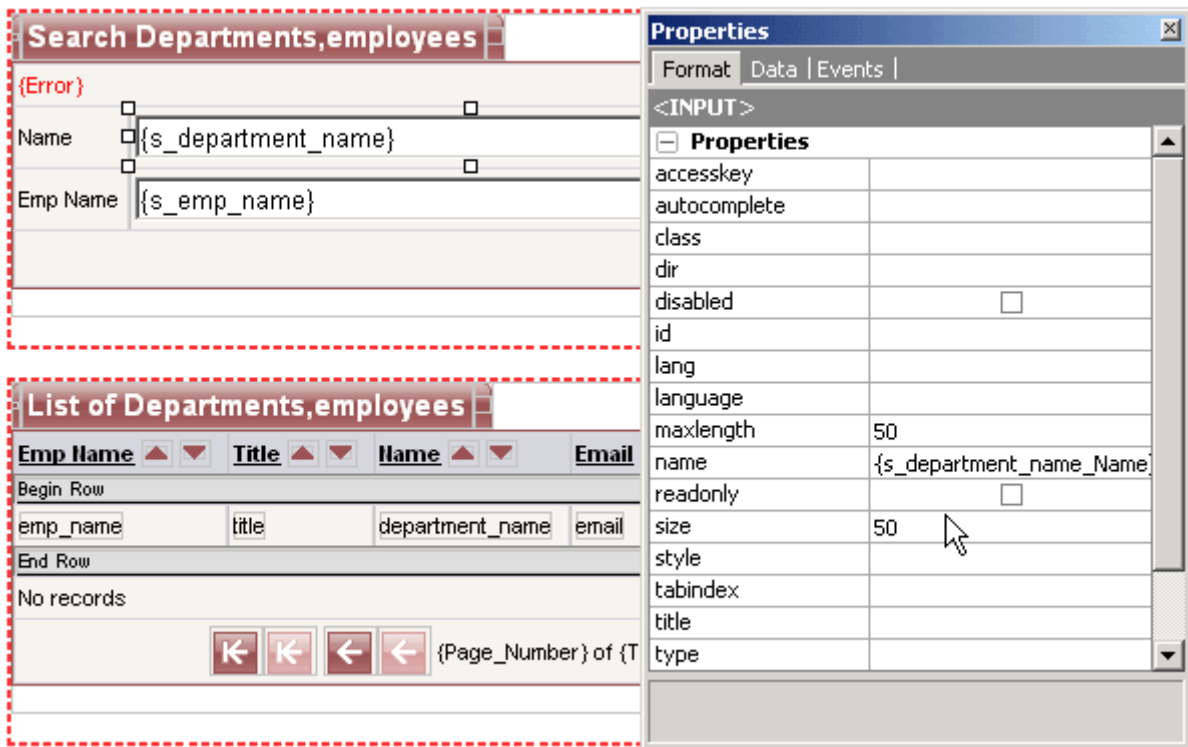 Search Departments,employees
{Error}
Name {s_department_name}
Emp Name {s_emp_name}
List of Departments,employees
Emp Name Title Name Email
Begin Row
emp_name title department_name email
End Row
No records
{Page_Number} of {T
Properties
Format Data Events
<INPUT>
Properties
accesskey
autocomplete
class
dir
disabled
id
lang
language
maxlength 50
name {s_department_name_Name}
readonly
size 50
style
tabindex
title
type